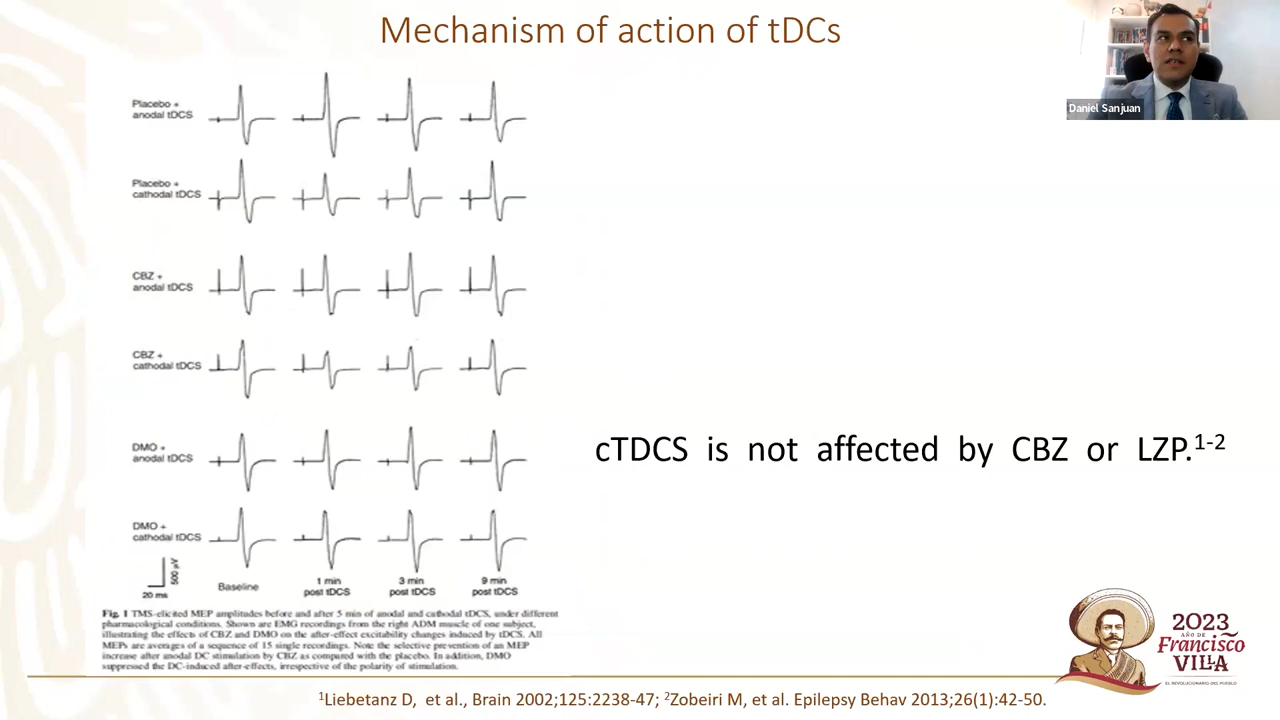 Mechanism of action of tDCs
Daniel Sanjuan
Placebo +
anodal tDCS
Placebo +
cathodal tDCS
CBZ +
anodal tDCS
CBZ +
cathodal tDCS
DMO +
anodal tDCS
DMO +
cathodal tDCS
500 µV
20 ms
Baseline
1 min
post tDCS
3 min
post tDCS
9 min
post tDCS
Fig. 1 TMS-elicited MEP amplitudes before and after 5 min of anodal and cathodal tDCS, under different
pharmacological conditions. Shown are EMG recordings from the right ADM muscle of one subject,
illustrating the effects of CBZ and DMO on the after-effect excitability changes induced by tDCS. All
MEPs are averages of a sequence of 15 single recordings. Note the selective prevention of an MEP
increase after anodal DC stimulation by CBZ as compared with the placebo. In addition, DMO
suppressed the DC-induced after-effects, irrespective of the polarity of stimulation.
cTDCS is not affected by CBZ or LZP.1-2
2023
AÑO DE
Francisco
VILLA
EL REVOLUCIONARIO DEL PUEBLO
1Liebetanz D, et al., Brain 2002;125:2238-47; 2Zobeiri M, et al. Epilepsy Behav 2013;26(1):42-50.